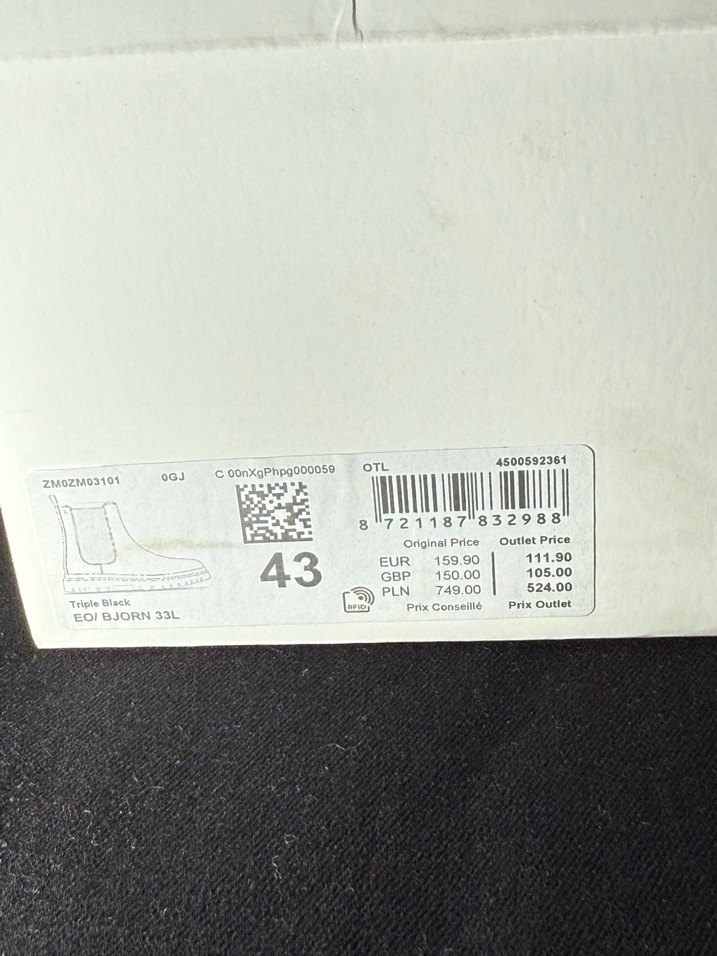 ZM0ZM03101 0GJ C 00nXgPhpg000059
OTL 4500592361
8 721187 832988
43
Triple Black
EO/ BJORN 33L
Original Price Outlet Price
EUR 159.90 111.90
GBP 150.00 105.00
PLN 749.00 524.00
Prix Conseillé Prix Outlet
RFID